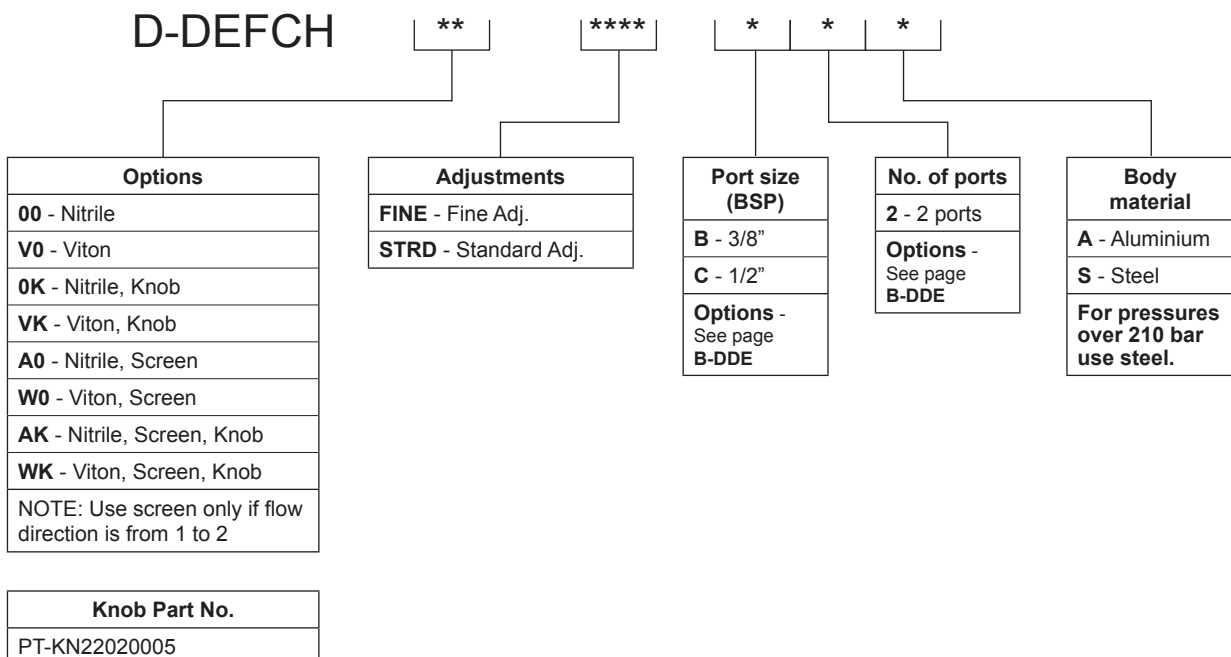 D-DEFCH ** **** * * *
Options
00 - Nitrile
V0 - Viton
0K - Nitrile, Knob
VK - Viton, Knob
A0 - Nitrile, Screen
W0 - Viton, Screen
AK - Nitrile, Screen, Knob
WK - Viton, Screen, Knob
NOTE: Use screen only if flow
direction is from 1 to 2
Adjustments
FINE - Fine Adj.
STRD - Standard Adj.
Port size
(BSP)
B - 3/8”
C - 1/2”
Options -
See page
B-DDE
No. of ports
2 - 2 ports
Options -
See page
B-DDE
Body
material
A - Aluminium
S - Steel
For pressures
over 210 bar
use steel.
Knob Part No.
PT-KN22020005